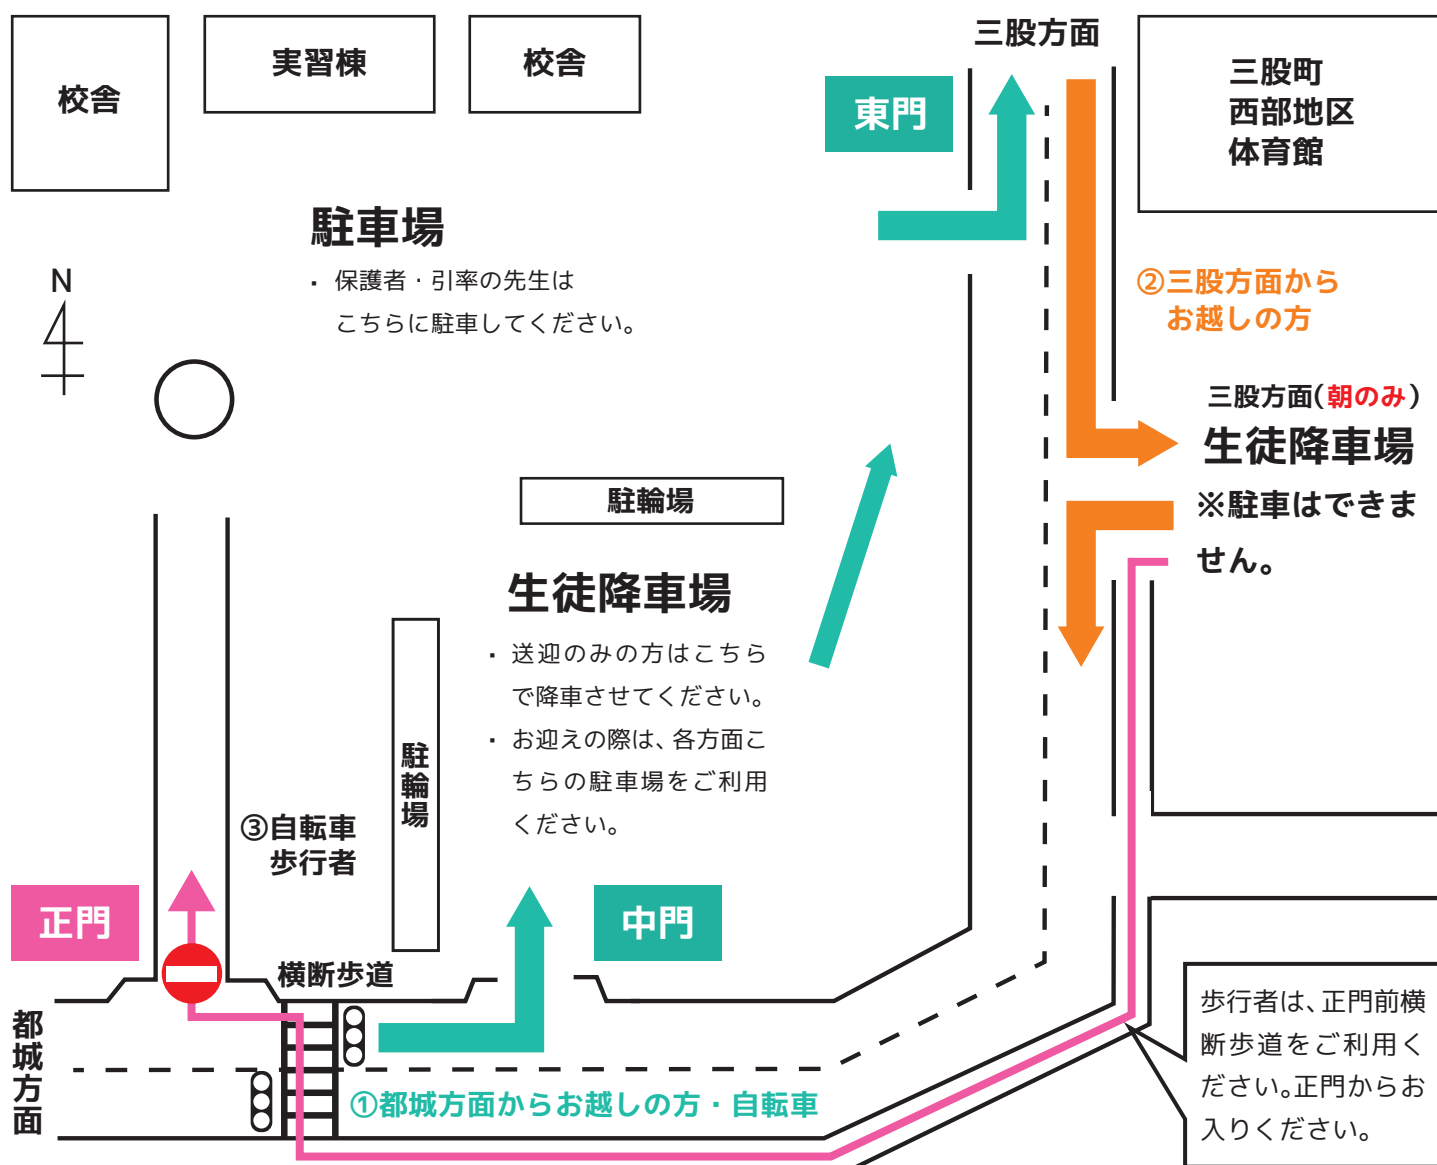 校舎
実習棟
校舎
三股方面
三股町
西部地区
体育館
東門
駐車場
・保護者・引率の先生は
こちらに駐車してください。
N
②三股方面から
お越しの方
三股方面(朝のみ)
生徒降車場
※駐車はできま
せん。
駐輪場
生徒降車場
・送迎のみの方はこちら
で降車させてください。
・お迎えの際は、各方面こ
ちらの駐車場をご利用
ください。
駐輪場
③自転車
歩行者
正門
中門
横断歩道
都城方面
①都城方面からお越しの方・自転車
歩行者は、正門前横
断歩道をご利用く
ださい。正門からお
入りください。